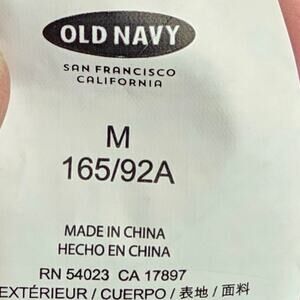 OLD NAVY
SAN FRANCISCO
CALIFORNIA
M
165/92A
MADE IN CHINA
HECHO EN CHINA
RN 54023 CA 17897
EXTÉRIEUR / CUERPO / 表地 / 面料